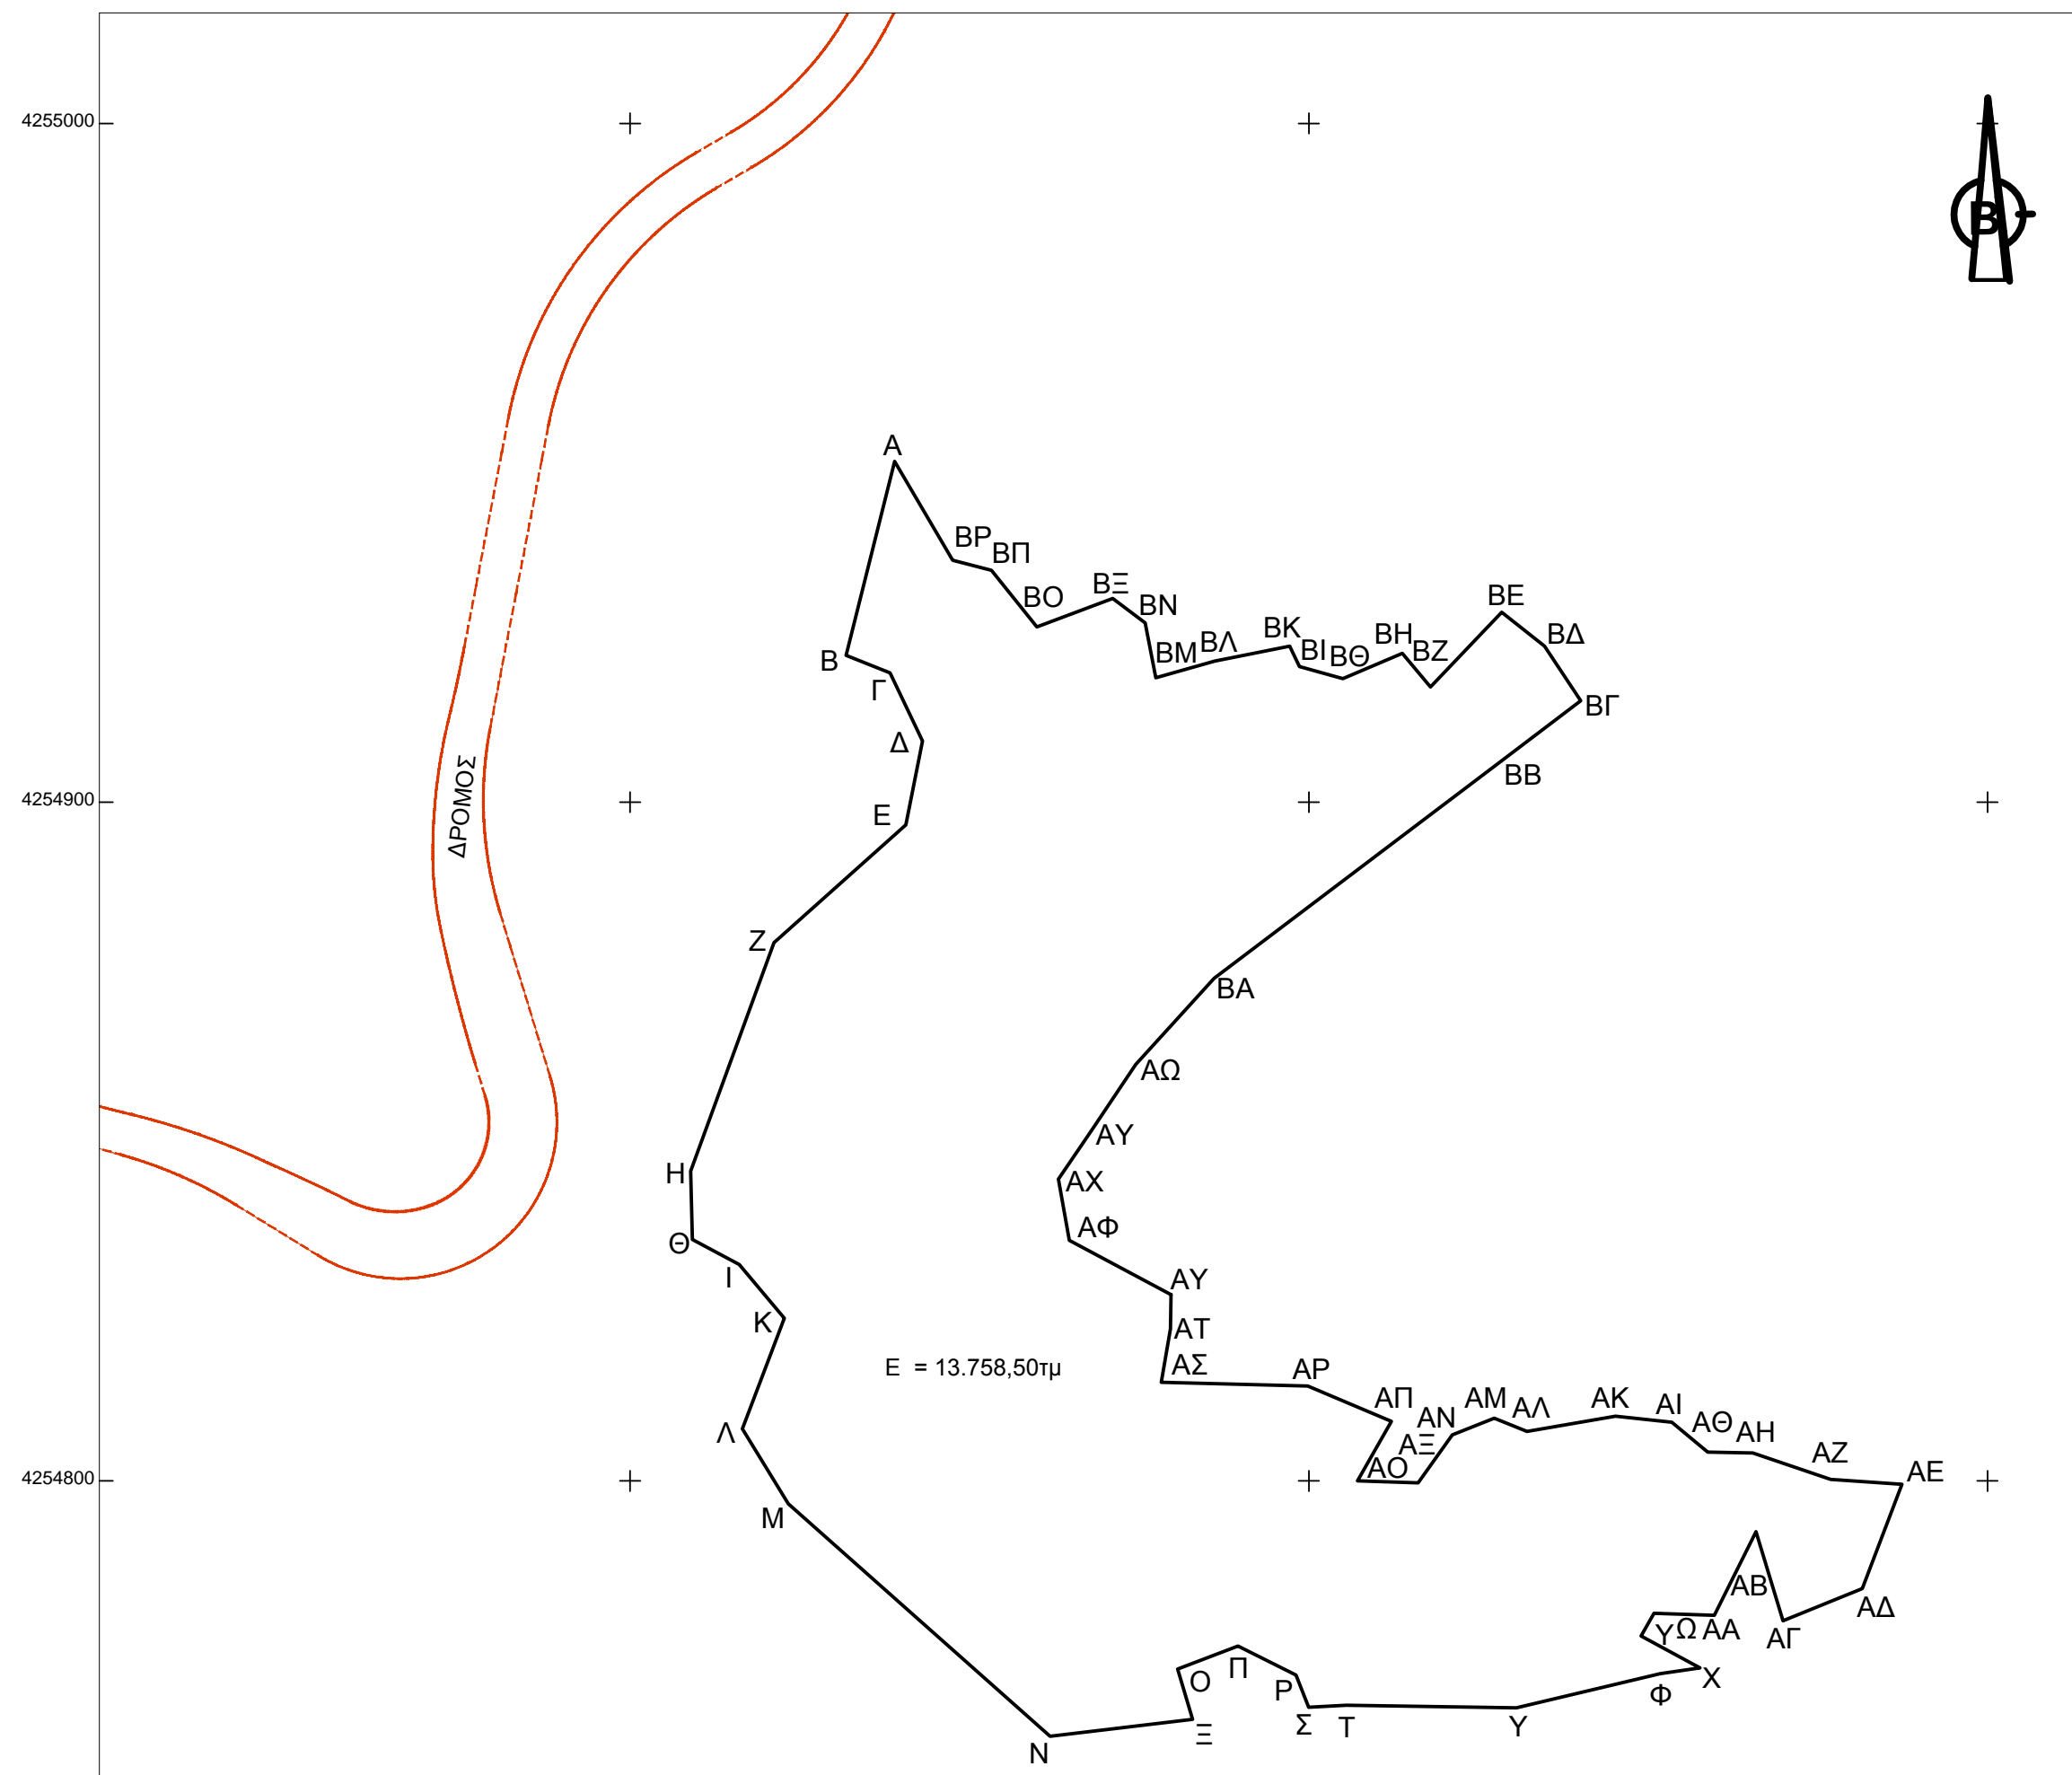 4255000
Β
Α
ΒΡ
ΒΠ
ΒΟ
ΒΞ
ΒΝ
ΒΕ
ΒΔ
ΒΚ
ΒΗ
ΒΛ
ΒΜ
ΒΙ
ΒΘ
ΒΖ
Β
Γ
ΒΓ
Δ
ΒΒ
4254900
ΔΡΟΜΟΣ
Ε
Ζ
ΒΑ
ΑΩ
ΑΥ
Η
ΑΧ
ΑΦ
Θ
Ι
ΑΥ
Κ
ΑΤ
ΑΣ
Ε = 13.758,50τμ
ΑΡ
ΑΠ
ΑΜ
ΑΚ
ΑΙ
ΑΛ
ΑΝ
ΑΘ
ΑΗ
Λ
ΑΞ
ΑΖ
ΑΟ
ΑΕ
4254800
Μ
ΑΒ
ΑΔ
Υ
Ω
ΑΑ
ΑΓ
Π
Χ
Ο
Ρ
Φ
Σ
Τ
Υ
Ξ
Ν